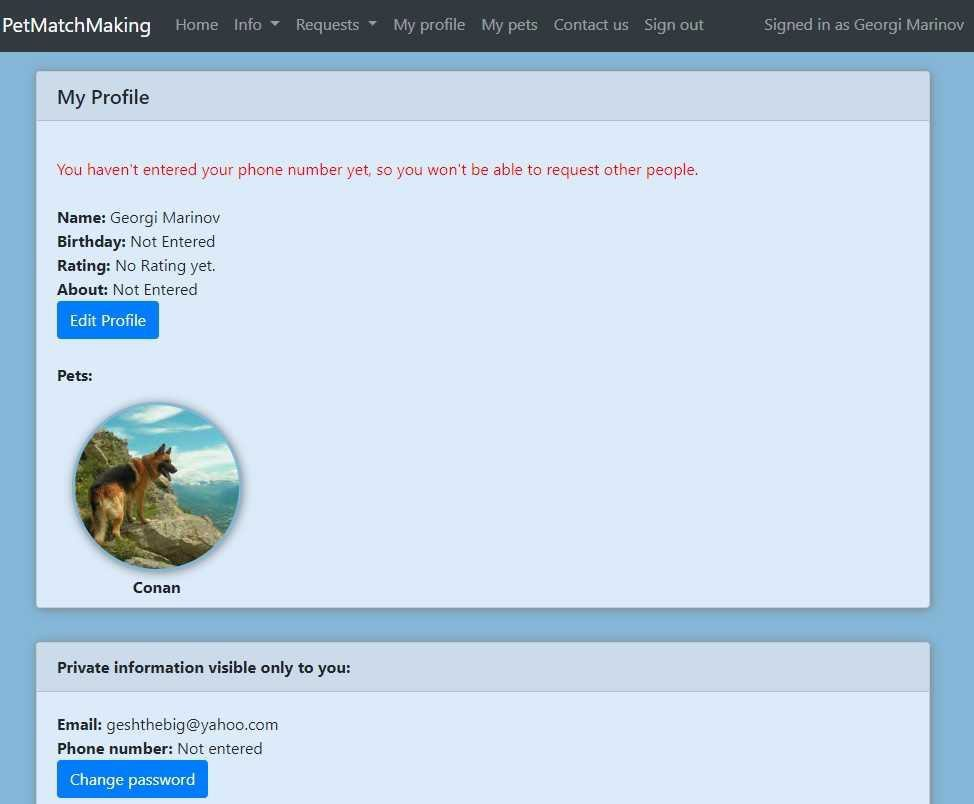 PetMatchMaking Home Info Requests My profile My pets Contact us Sign out Signed in as Georgi Marinov
My Profile
You haven't entered your phone number yet, so you won't be able to request other people.
Name: Georgi Marinov
Birthday: Not Entered
Rating: No Rating yet.
About: Not Entered
Edit Profile
Pets:
Conan
Private information visible only to you:
Email: geshthebig@yahoo.com
Phone number: Not entered
Change password